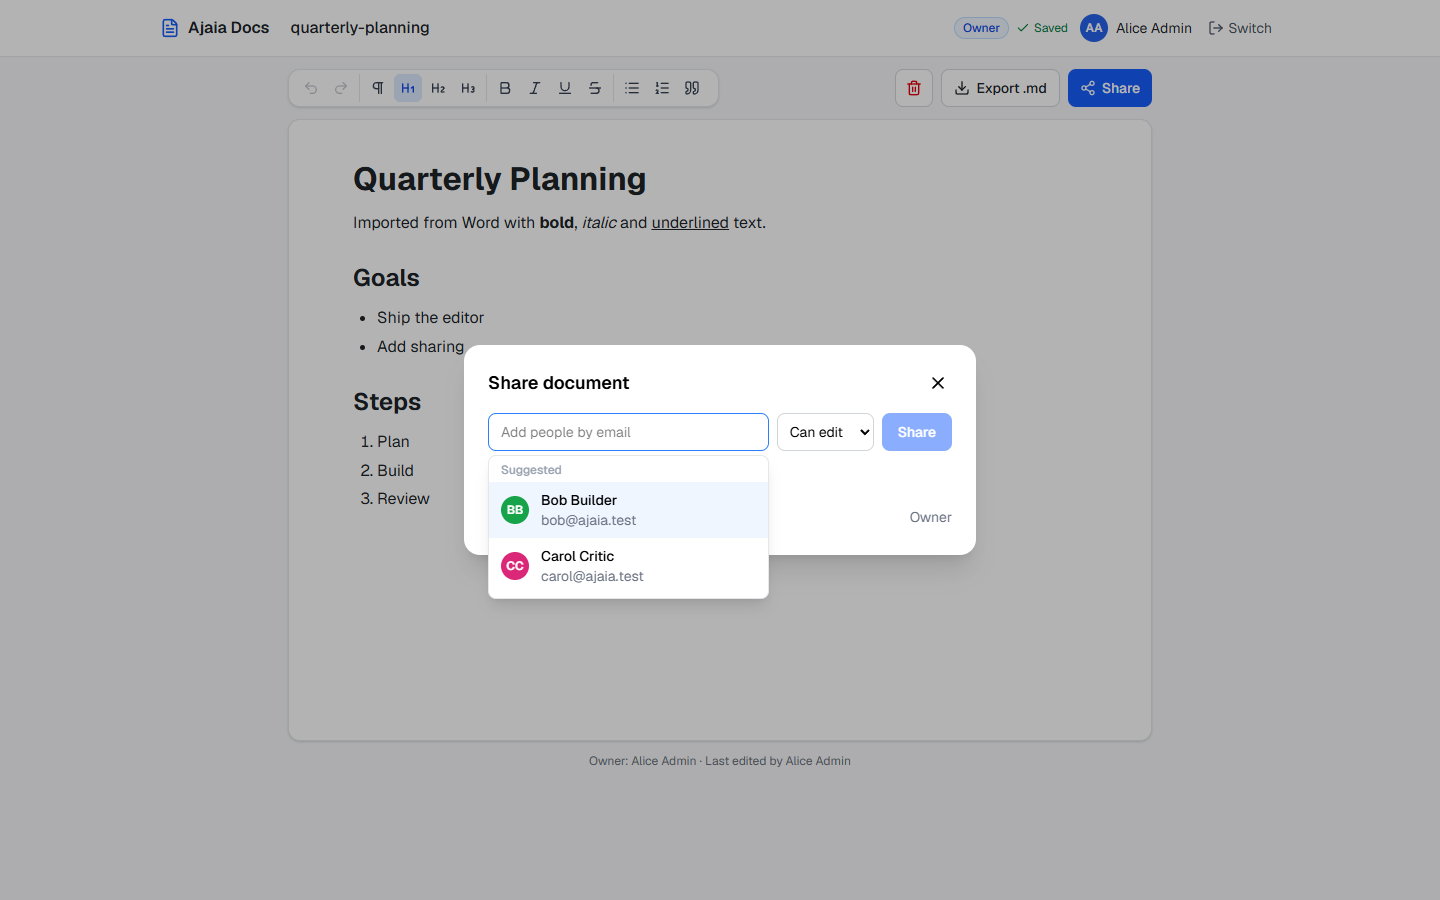 Ajaia Docs quarterly-planning Owner Saved AA Alice Admin Switch
H1 H2 H3 B I U S Export .md Share
Quarterly Planning
Imported from Word with bold, italic and underlined text.
Goals
• Ship the editor
• Add sharing
Steps
1. Plan
2. Build
3. Review
Share document
Add people by email Can edit Share
Suggested
BB Bob Builder
bob@ajaia.test
Owner
CC Carol Critic
carol@ajaia.test
Owner: Alice Admin · Last edited by Alice Admin